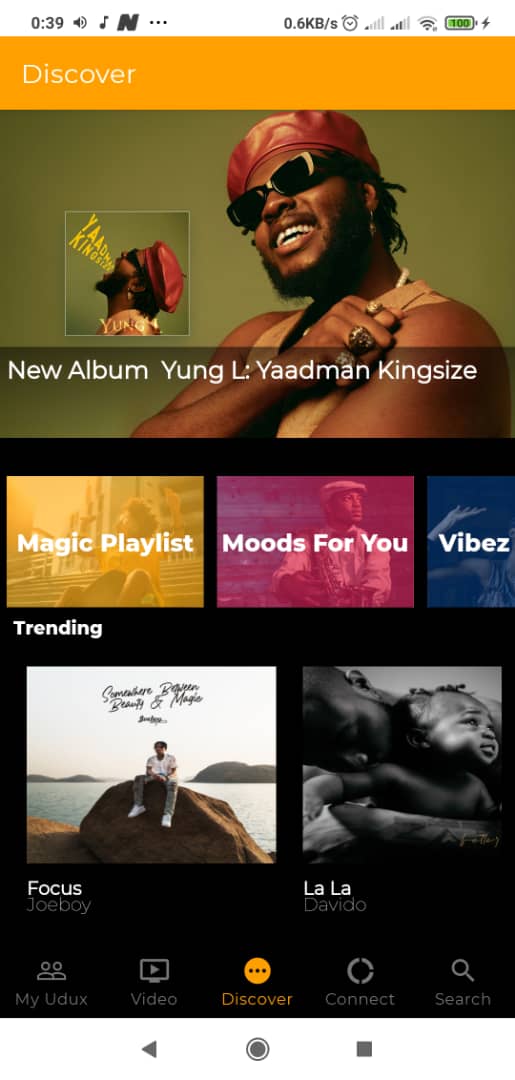 0:39
0.6KB/s
100
Discover
YAADMAN
KINGSIZE
YUNG L
New Album  Yung L: Yaadman Kingsize
Magic Playlist
Moods For You
Vibez
Trending
Somewhere Between
Beauty & Magic
Focus
Joeboy
La La
Davido
My Udux
Video
Discover
Connect
Search